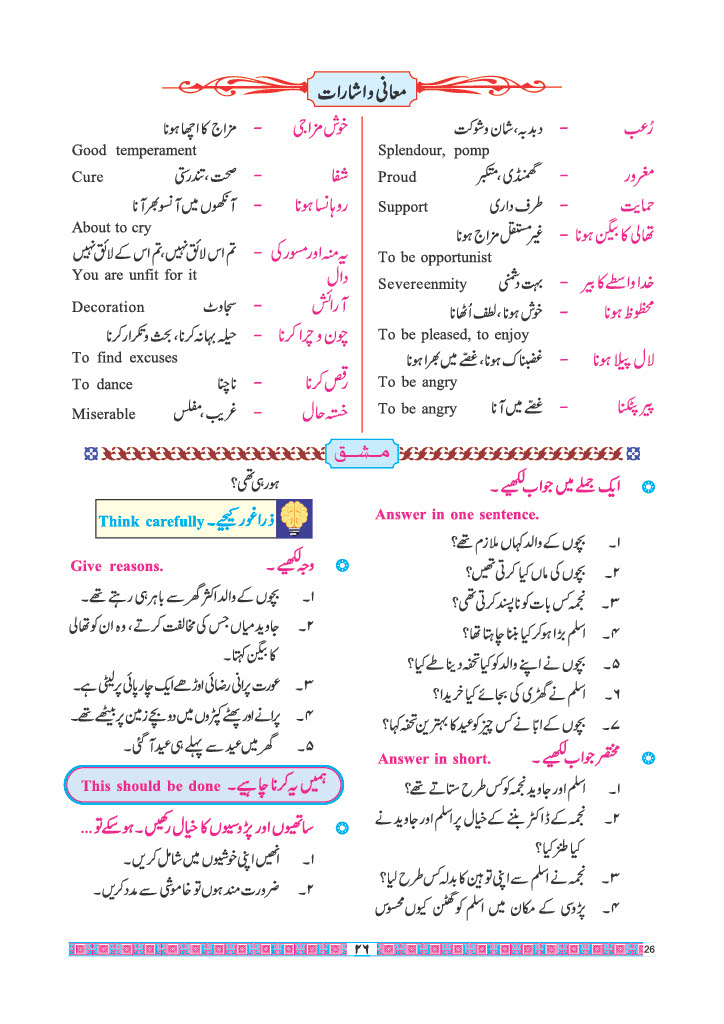 معانی و اشارات
رُعب - دبدبہ، شان و شوکت
Splendour, pomp
مغرور - گھمنڈی، متکبر Proud
حمایت - طرف داری Support
تھالی کا بیگن ہونا - غیر مستقل مزاج ہونا
To be opportunist
خدا واسطے کا بیر - بہت دشمنی Severeenmity
محظوظ ہونا - خوش ہونا، لطف اُٹھانا
To be pleased, to enjoy
لال پیلا ہونا - غضبناک ہونا، غصّے میں بھرا ہونا
To be angry
پیر پٹکنا - غصّے میں آنا To be angry
خوش مزاجی - مزاج کا اچھا ہونا
Good temperament
شفا - صحت، تندرستی Cure
روہانسا ہونا - آنکھوں میں آنسو بھر آنا
About to cry
یہ منہ اور مسور کی - تم اس لائق نہیں، تم اس کے لائق نہیں
دال You are unfit for it
آرائش - سجاوٹ Decoration
چون و چرا کرنا - حیلہ بہانہ کرنا، بحث و تکرار کرنا
To find excuses
رقص کرنا - ناچنا To dance
خستہ حال - غریب، مفلس Miserable
مشق
ایک جملے میں جواب لکھیے۔
Answer in one sentence.
۱۔ بچوں کے والد کہاں ملازم تھے؟
۲۔ بچوں کی ماں کیا کرتی تھیں؟
۳۔ نجمہ کس بات کو ناپسند کرتی تھی؟
۴۔ اسلم بڑا ہو کر کیا بننا چاہتا تھا؟
۵۔ بچوں نے اپنے والد کو کیا تحفہ دینا طے کیا؟
۶۔ اسلم نے گھڑی کی بجائے کیا خریدا؟
۷۔ بچوں کے ابّا نے کس چیز کو عید کا بہترین تحفہ کہا؟
مختصر جواب لکھیے۔ Answer in short.
۱۔ اسلم اور جاوید نجمہ کو کس طرح ستاتے تھے؟
۲۔ نجمہ کے ڈاکٹر بننے کے خیال پر اسلم اور جاوید نے
کیا طنز کیا؟
۳۔ نجمہ نے اسلم سے اپنی توہین کا بدلہ کس طرح لیا؟
۴۔ پڑوسی کے مکان میں اسلم کو گھٹن کیوں محسوس
ہو رہی تھی؟
ذرا غور کیجیے۔ Think carefully
وجہ لکھیے۔ Give reasons.
۱۔ بچوں کے والد اکثر گھر سے باہر ہی رہتے تھے۔
۲۔ جاوید میاں جس کی مخالفت کرتے، وہ ان کو تھالی
کا بیگن کہتا۔
۳۔ عورت پرانی رضائی اوڑھے ایک چارپائی پر لیٹی ہے۔
۴۔ پرانے اور پھٹے کپڑوں میں دو بچے زمین پر بیٹھے تھے۔
۵۔ گھر میں عید سے پہلے ہی عید آ گئی۔
ہمیں یہ کرنا چاہیے۔ This should be done
ساتھیوں اور پڑوسیوں کا خیال رکھیں۔ ہو سکے تو...
۱۔ انھیں اپنی خوشیوں میں شامل کریں۔
۲۔ ضرورت مند ہوں تو خاموشی سے مدد کریں۔
۲۶
26